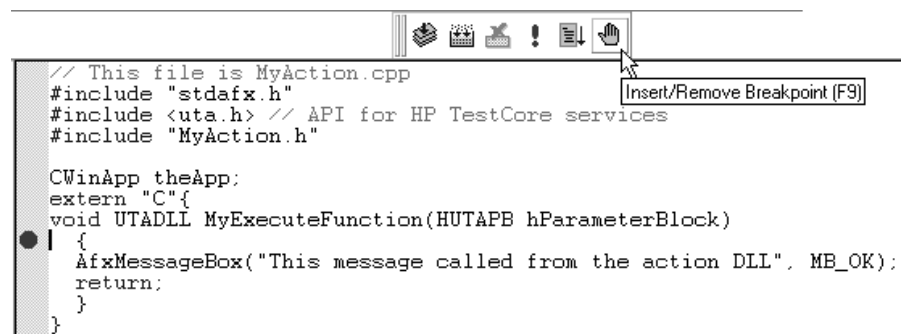 // This file is MyAction.cpp
Insert/Remove Breakpoint (F9)
#include "stdafx.h"
#include <uta.h> // API for HP TestCore services
#include "MyAction.h"
CWinApp theApp;
extern "C"{
void UTADLL MyExecuteFunction(HUTAPB hParameterBlock)
{
AfxMessageBox("This message called from the action DLL", MB_OK);
return;
}
}